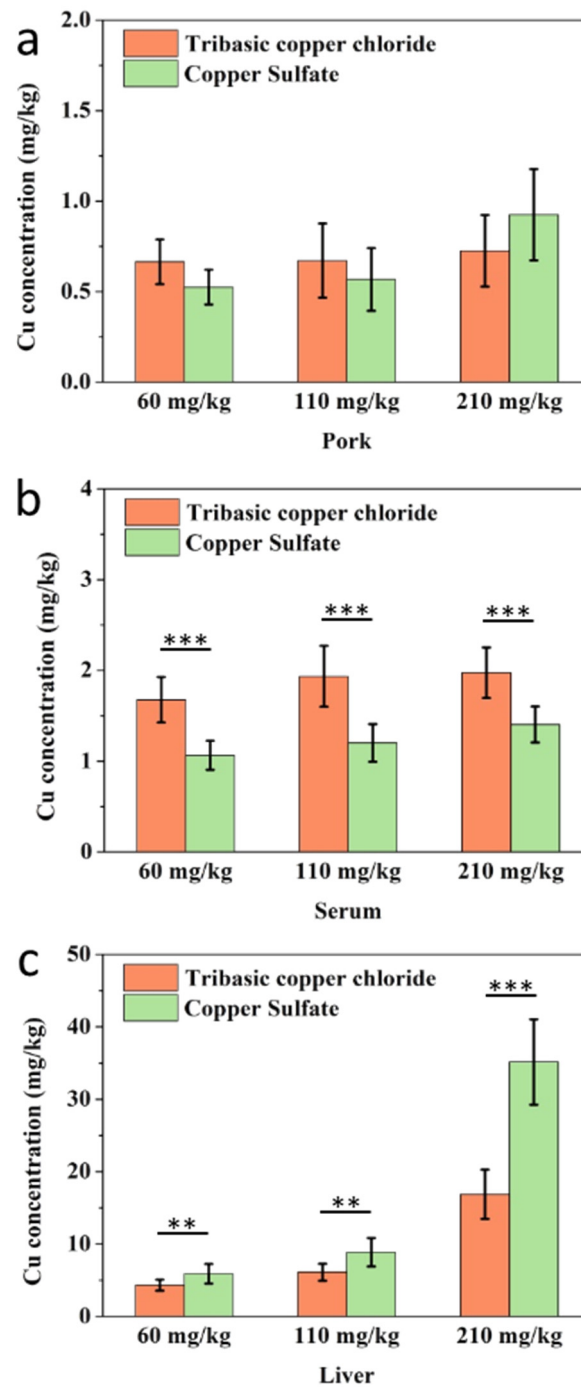 a
Cu concentration (mg/kg)
2.0
1.5
1.0
0.5
0.0
Tribasic copper chloride
Copper Sulfate
60 mg/kg 110 mg/kg 210 mg/kg
Pork
b
Cu concentration (mg/kg)
4
3
2
1
0
Tribasic copper chloride
Copper Sulfate
*** *** ***
60 mg/kg 110 mg/kg 210 mg/kg
Serum
c
Cu concentration (mg/kg)
50
40
30
20
10
0
Tribasic copper chloride
Copper Sulfate
** ** ***
60 mg/kg 110 mg/kg 210 mg/kg
Liver